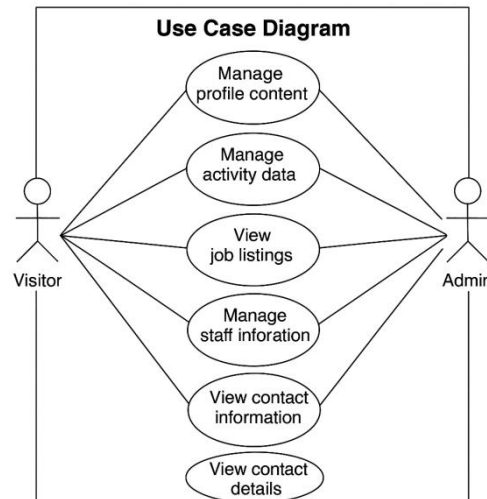 Use Case Diagram
Manage
profile content
Manage
activity data
View
job listings
Visitor
Admin
Manage
staff inforation
View contact
information
View contact
details